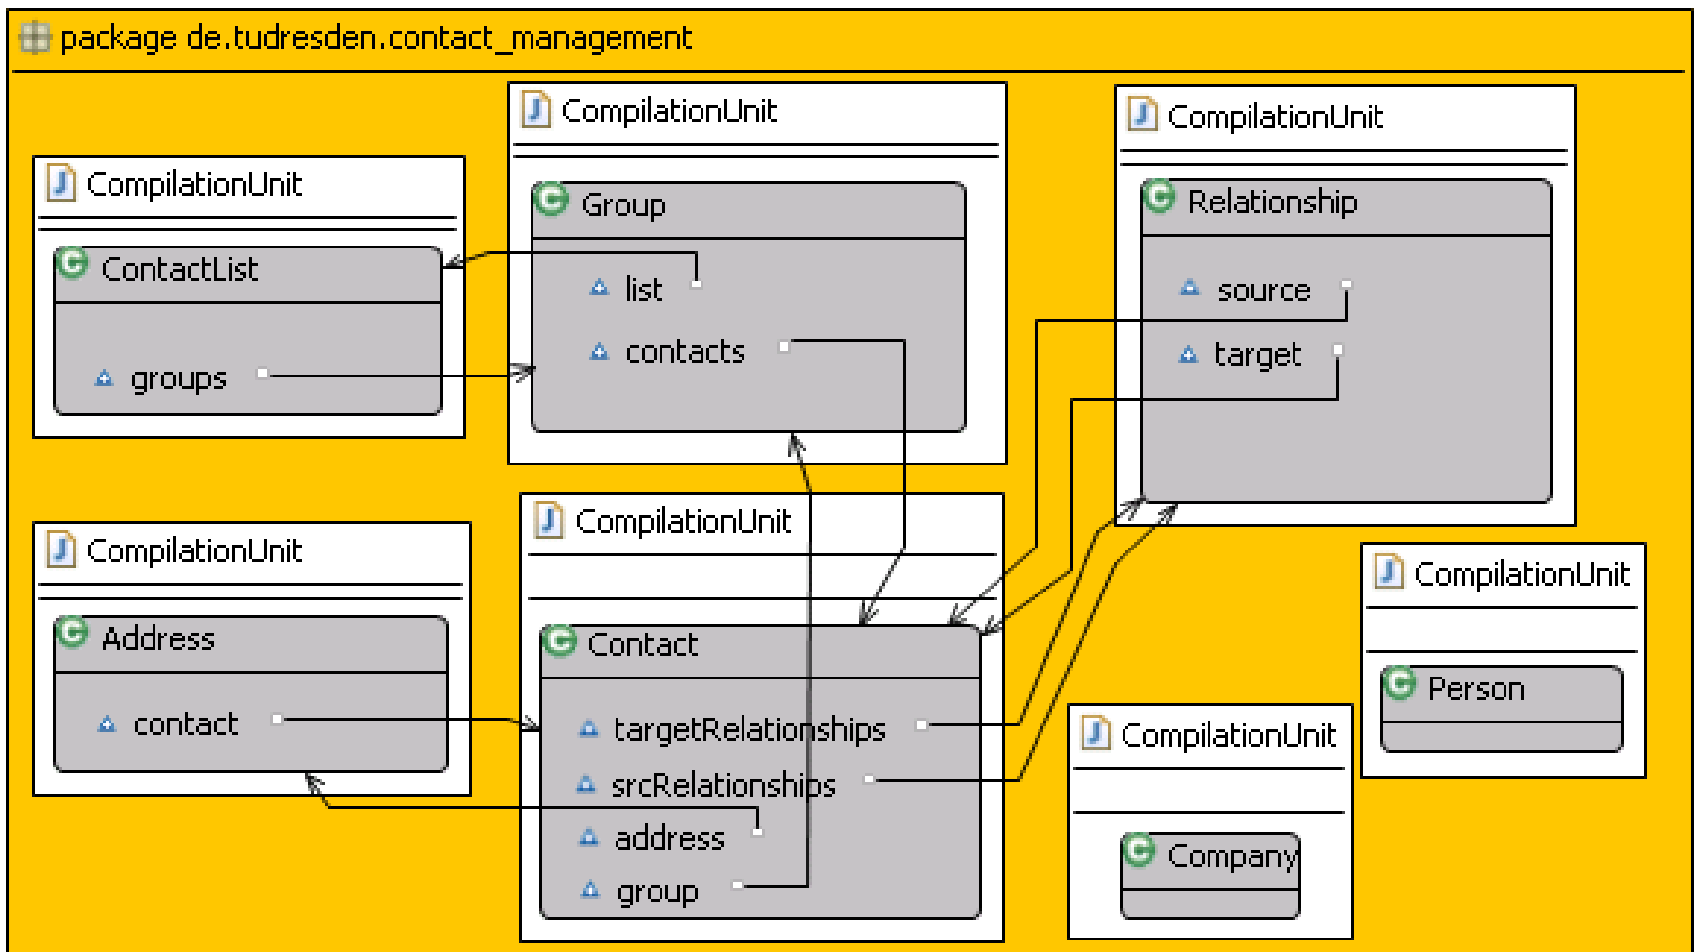 package de.tudresden.contact_management
CompilationUnit
ContactList
groups
CompilationUnit
Group
list
contacts
CompilationUnit
Relationship
source
target
CompilationUnit
Address
contact
CompilationUnit
Contact
targetRelationships
srcRelationships
address
group
CompilationUnit
Person
CompilationUnit
Company